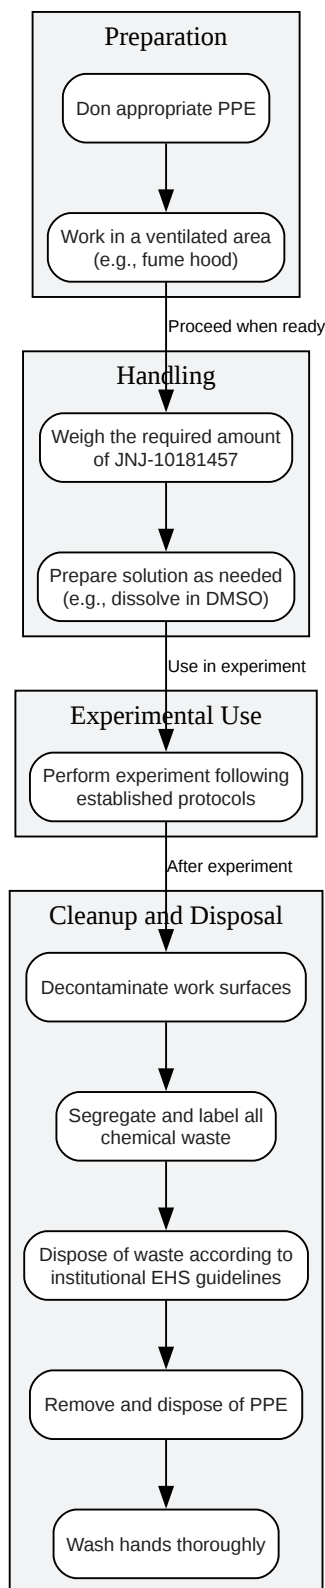 Preparation
Don appropriate PPE
Work in a ventilated area
(e.g., fume hood)
Proceed when ready
Handling
Weigh the required amount
of JNJ-10181457
Prepare solution as needed
(e.g., dissolve in DMSO)
Use in experiment
Experimental Use
Perform experiment following
established protocols
After experiment
Cleanup and Disposal
Decontaminate work surfaces
Segregate and label all
chemical waste
Dispose of waste according to
institutional EHS guidelines
Remove and dispose of PPE
Wash hands thoroughly